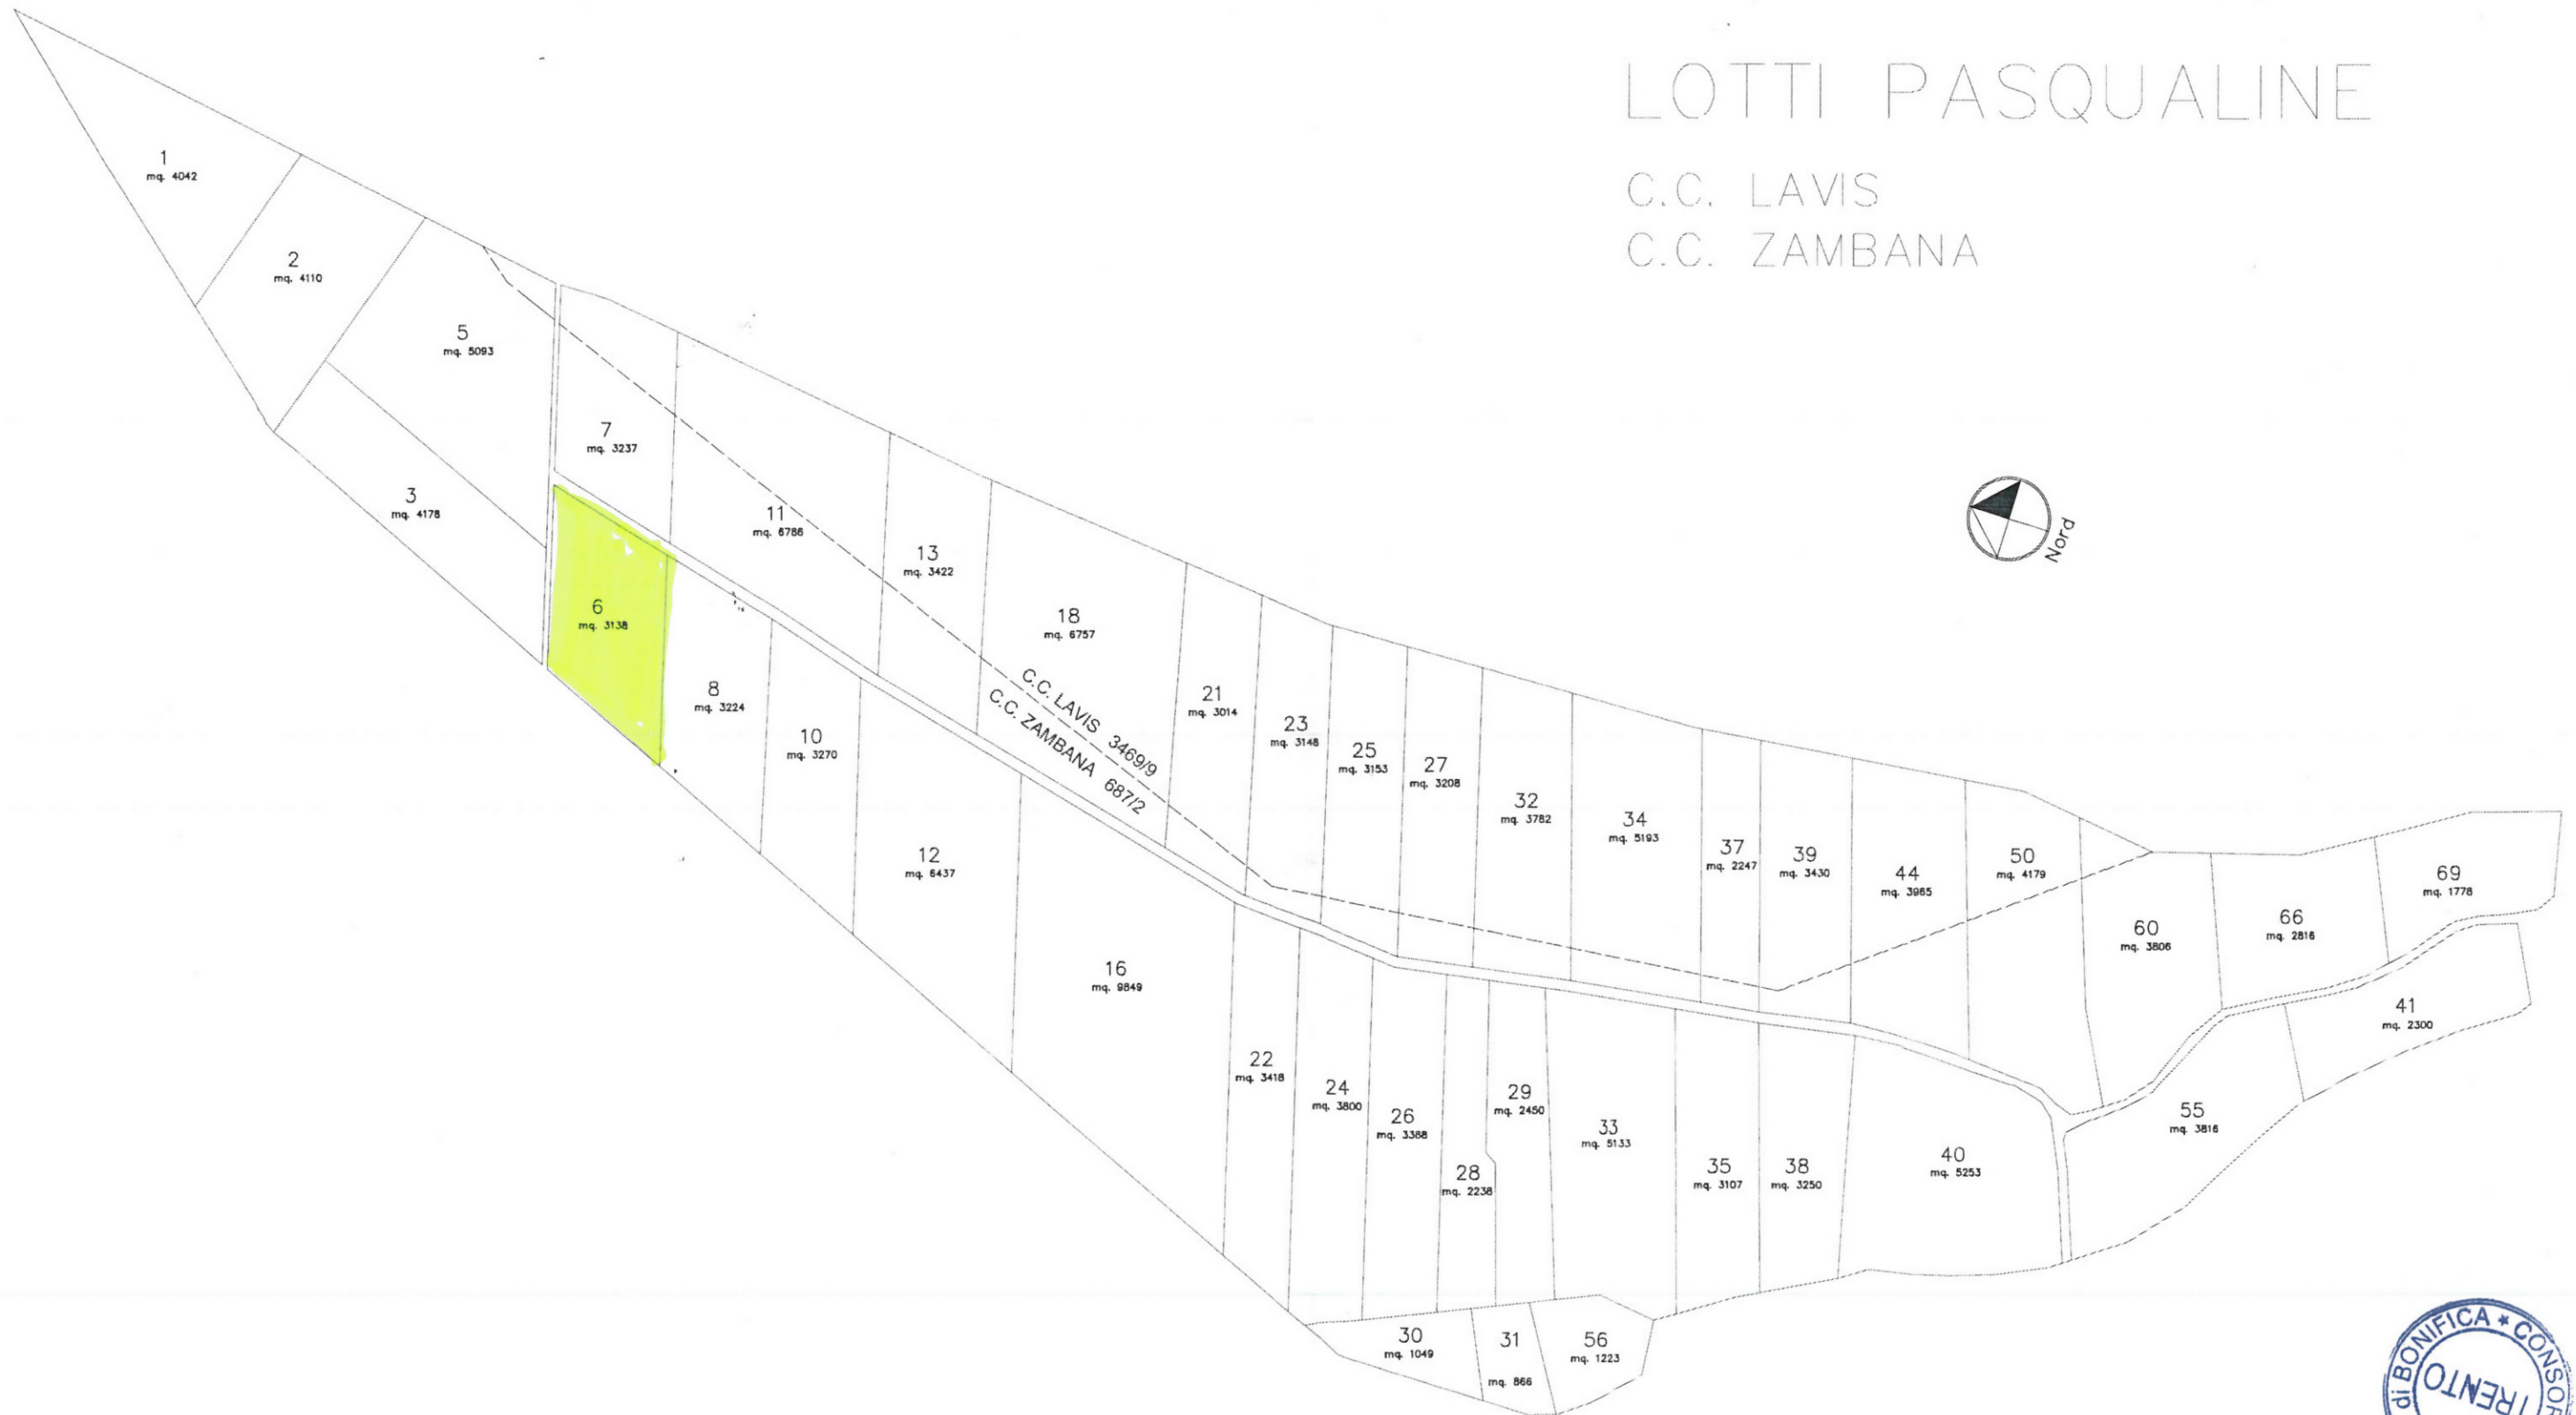 LOTTI PASQUALINE
C.C. LAVIS
C.C. ZAMBANA
1
mq. 4042
2
mq. 4110
5
mq. 5093
3
mq. 4178
7
mq. 3237
6
mq. 3138
8
mq. 3224
10
mq. 3270
11
mq. 6786
13
mq. 3422
12
mq. 6437
18
mq. 6757
C.C. LAVIS 3469/9
C.C. ZAMBANA 687/2
16
mq. 9849
21
mq. 3014
23
mq. 3148
25
mq. 3153
27
mq. 3208
32
mq. 3782
34
mq. 5193
37
mq. 2247
39
mq. 3430
44
mq. 3965
50
mq. 4179
60
mq. 3806
66
mq. 2816
69
mq. 1778
41
mq. 2300
55
mq. 3816
22
mq. 3418
24
mq. 3800
26
mq. 3368
28
mq. 2238
29
mq. 2450
33
mq. 5133
35
mq. 3107
38
mq. 3250
40
mq. 5253
30
mq. 1049
31
mq. 866
56
mq. 1223
Nord
di BONIFICA * CONSOR
TRENTO